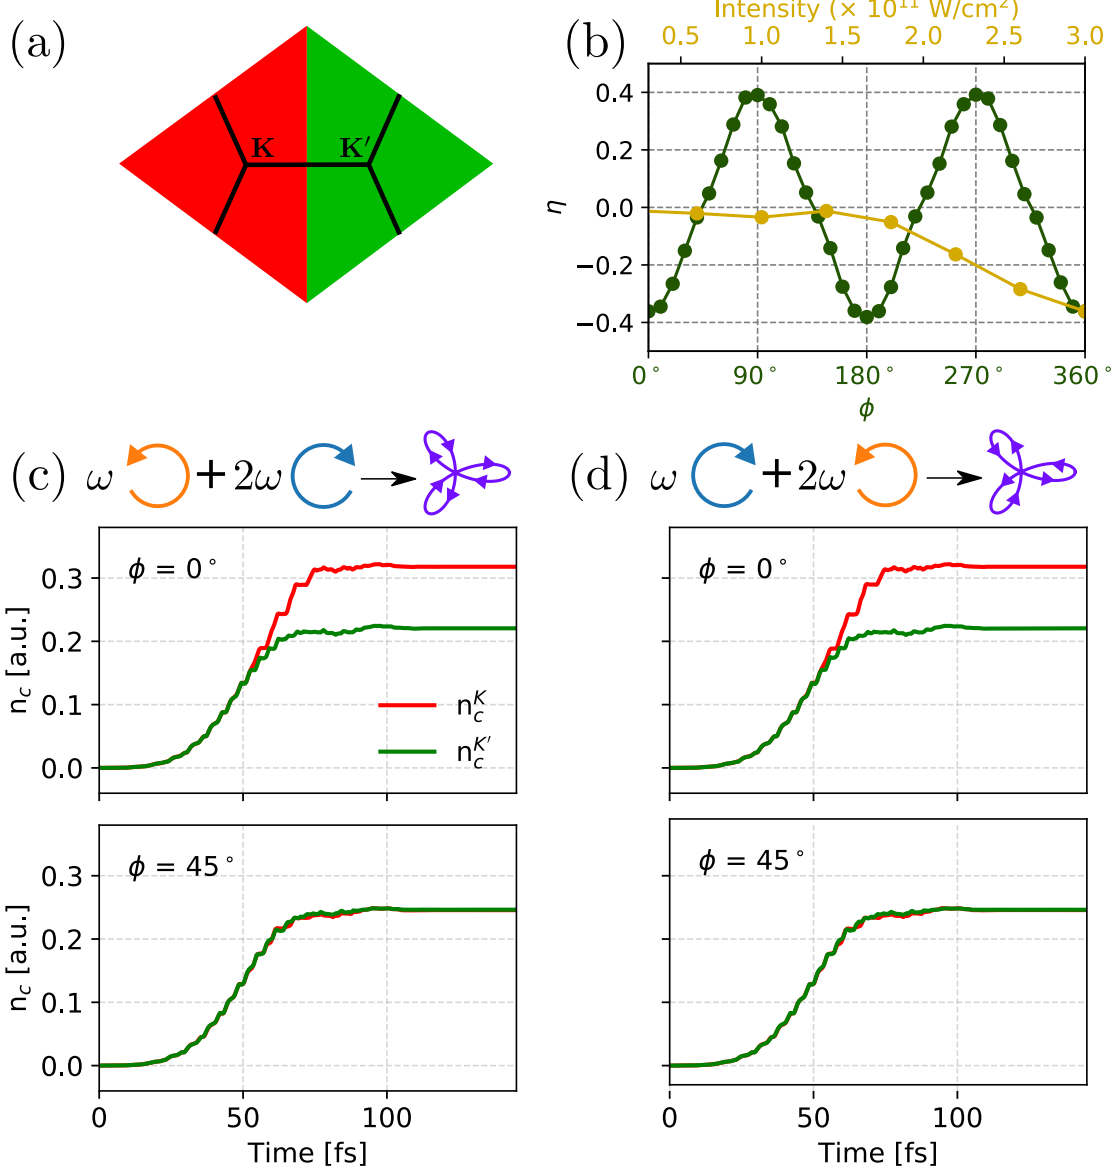 (a)
K K′
(b)
Intensity (× 10¹¹ W/cm²)
0.5 1.0 1.5 2.0 2.5 3.0
0.4
0.2
0.0
−0.2
−0.4
η
0° 90° 180° 270° 360°
ϕ
(c) ω + 2ω
(d) ω + 2ω
ϕ = 0°
0.3
0.2
0.1
0.0
n_c [a.u.]
n_c^K
n_c^{K′}
ϕ = 0°
ϕ = 45°
0.3
0.2
0.1
0.0
n_c [a.u.]
0 50 100
Time [fs]
ϕ = 45°
0 50 100
Time [fs]